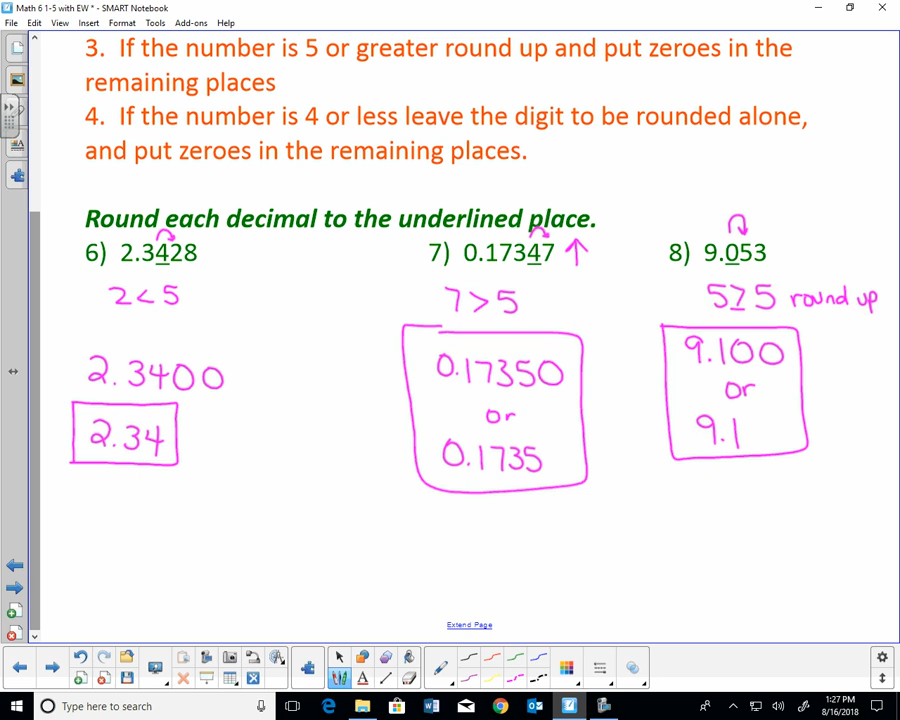 Math 6 1-5 with EW * - SMART Notebook
File Edit View Insert Format Tools Add-ons Help
3. If the number is 5 or greater round up and put zeroes in the
remaining places
4. If the number is 4 or less leave the digit to be rounded alone,
and put zeroes in the remaining places.
Round each decimal to the underlined place.
6) 2.3428
2 < 5
2.3400
2.34
7) 0.17347 ↑
7 > 5
0.17350
or
0.1735
8) 9.053
5 ≥ 5 round up
9.100
or
9.1
Extend Page
Type here to search
1:27 PM
8/16/2018